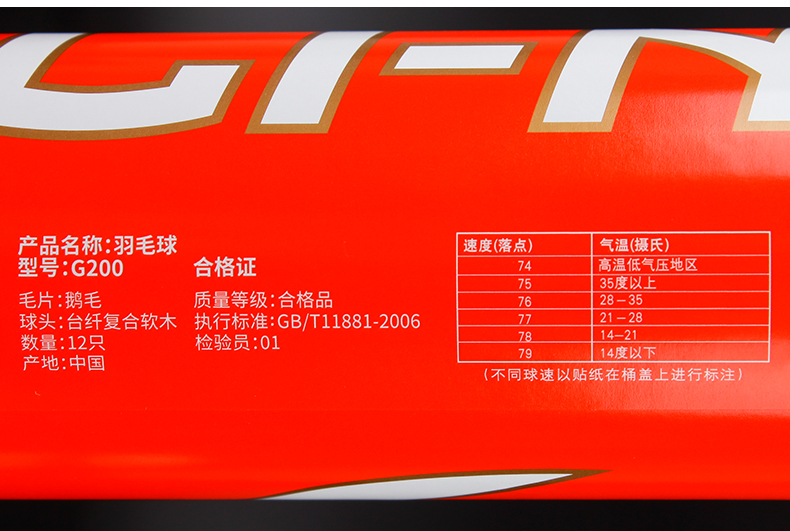 CI-R
产品名称:羽毛球
型号:G200
毛片:鹅毛
球头:台纤复合软木
数量:12只
产地:中国
合格证
质量等级:合格品
执行标准:GB/T11881-2006
检验员:01
速度(落点) 气温(摄氏)
74 高温低气压地区
75 35度以上
76 28-35
77 21-28
78 14-21
79 14度以下
(不同球速以贴纸在桶盖上进行标注)